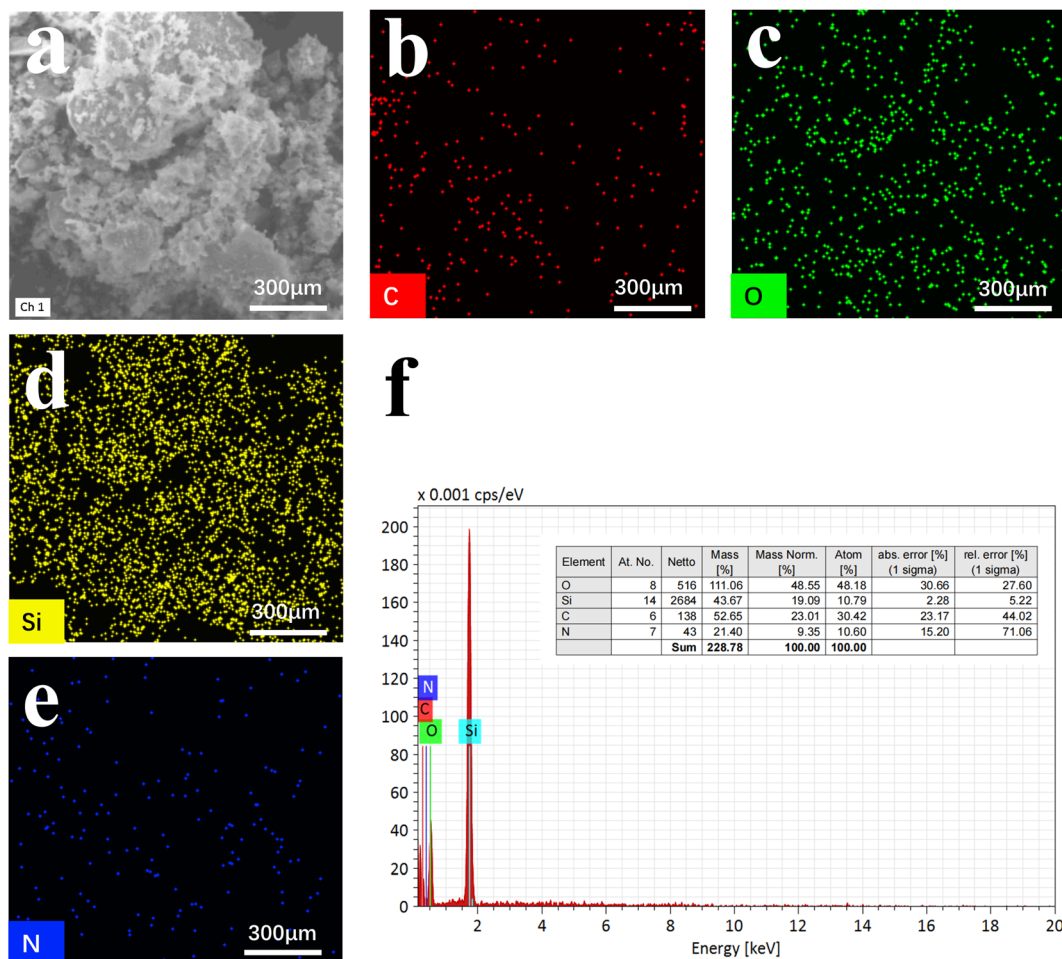 a
Ch 1
300μm
b
C
300μm
c
O
300μm
d
Si
300μm
e
N
300μm
f
x 0.001 cps/eV
200
180
160
140
120
100
80
60
40
20
0
N
C
O
Si
Element At. No. Netto Mass [%] Mass Norm. [%] Atom [%] abs. error [%] (1 sigma) rel. error [%] (1 sigma)
O 8 516 111.06 48.55 48.18 30.66 27.60
Si 14 2684 43.67 19.09 10.79 2.28 5.22
C 6 138 52.65 23.01 30.42 23.17 44.02
N 7 43 21.40 9.35 10.60 15.20 71.06
Sum 228.78 100.00 100.00
2 4 6 8 10 12 14 16 18 20
Energy [keV]